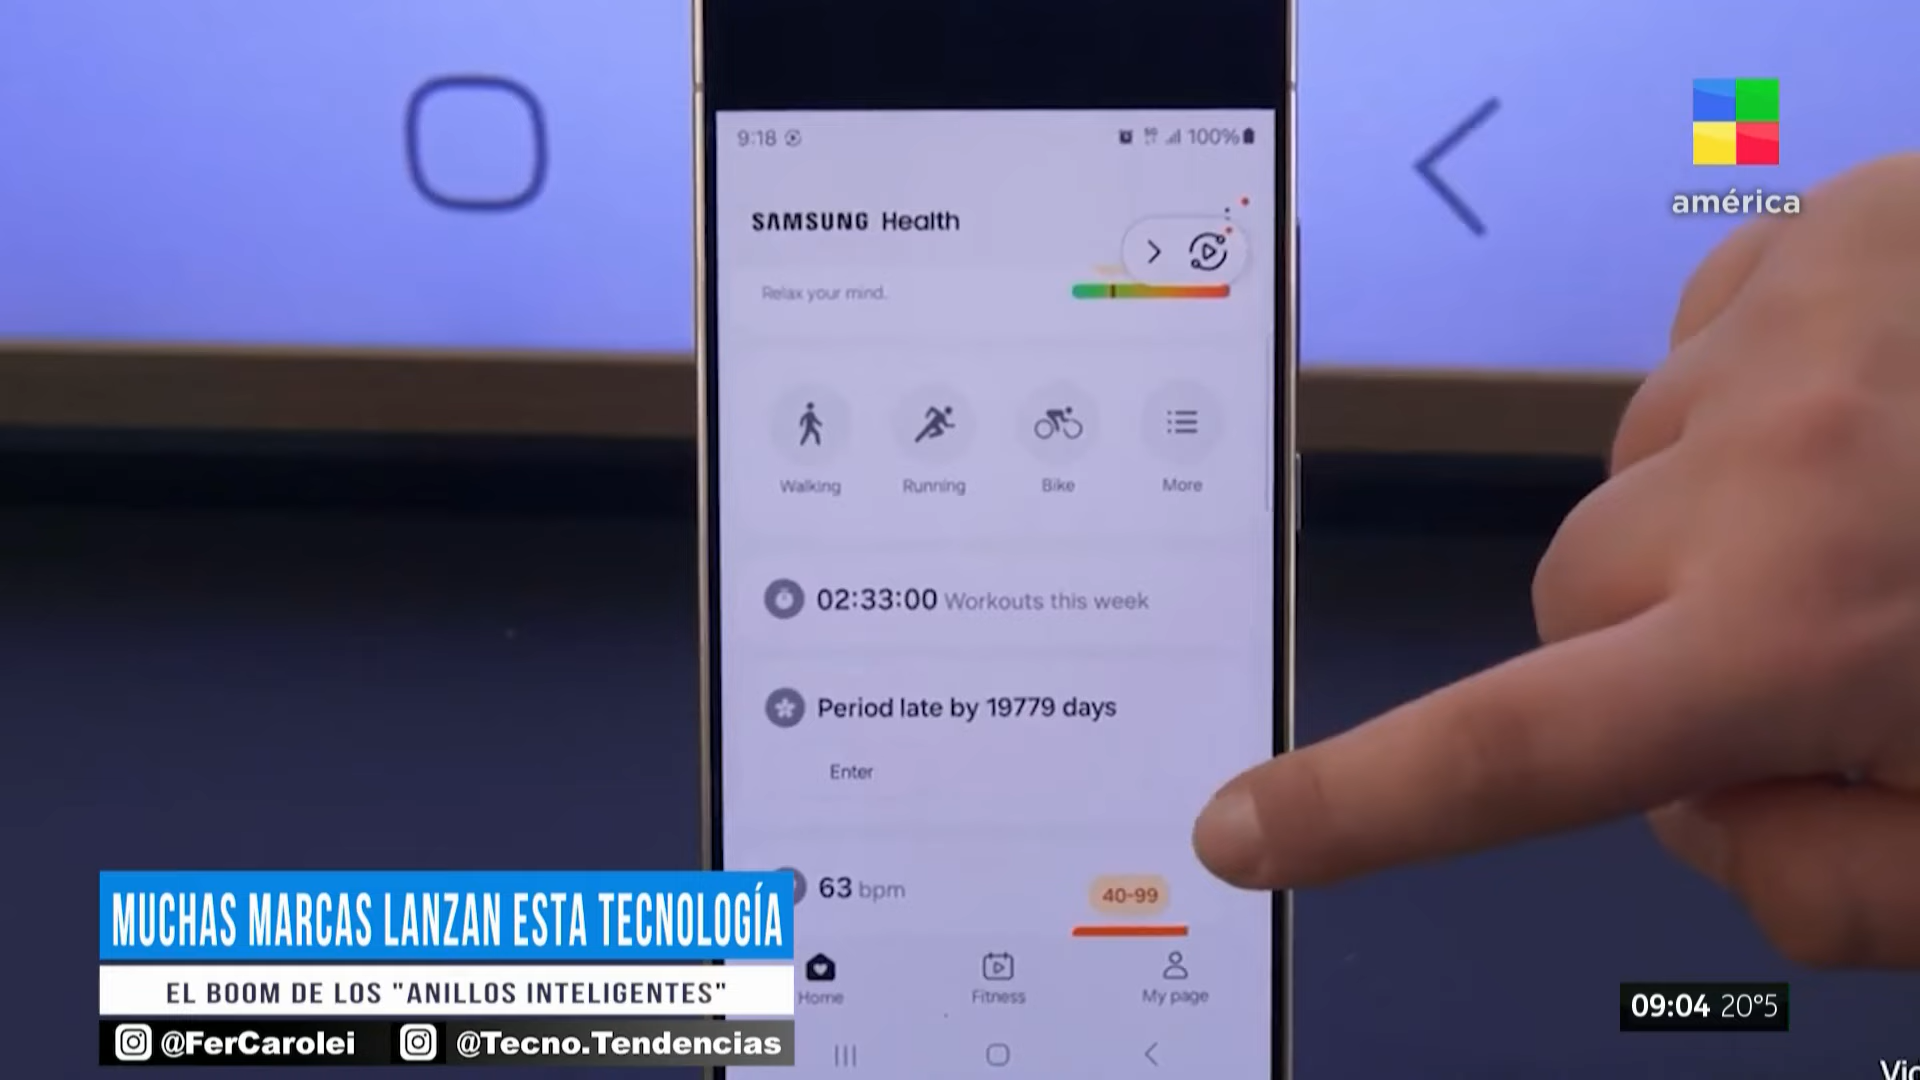 9:18
100%
SAMSUNG Health
Relax your mind.
Walking
Running
Bike
More
02:33:00 Workouts this week
Period late by 19779 days
Enter
63 bpm
40-99
Home
Fitness
My page
américa
MUCHAS MARCAS LANZAN ESTA TECNOLOGÍA
EL BOOM DE LOS "ANILLOS INTELIGENTES"
@FerCarolei
@Tecno.Tendencias
09:04 20°5